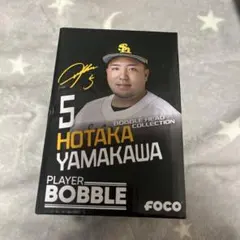 5
BOBBLE HEAD
COLLECTION
HOTAKA
YAMAKAWA
PLAYER
BOBBLE
FOCO